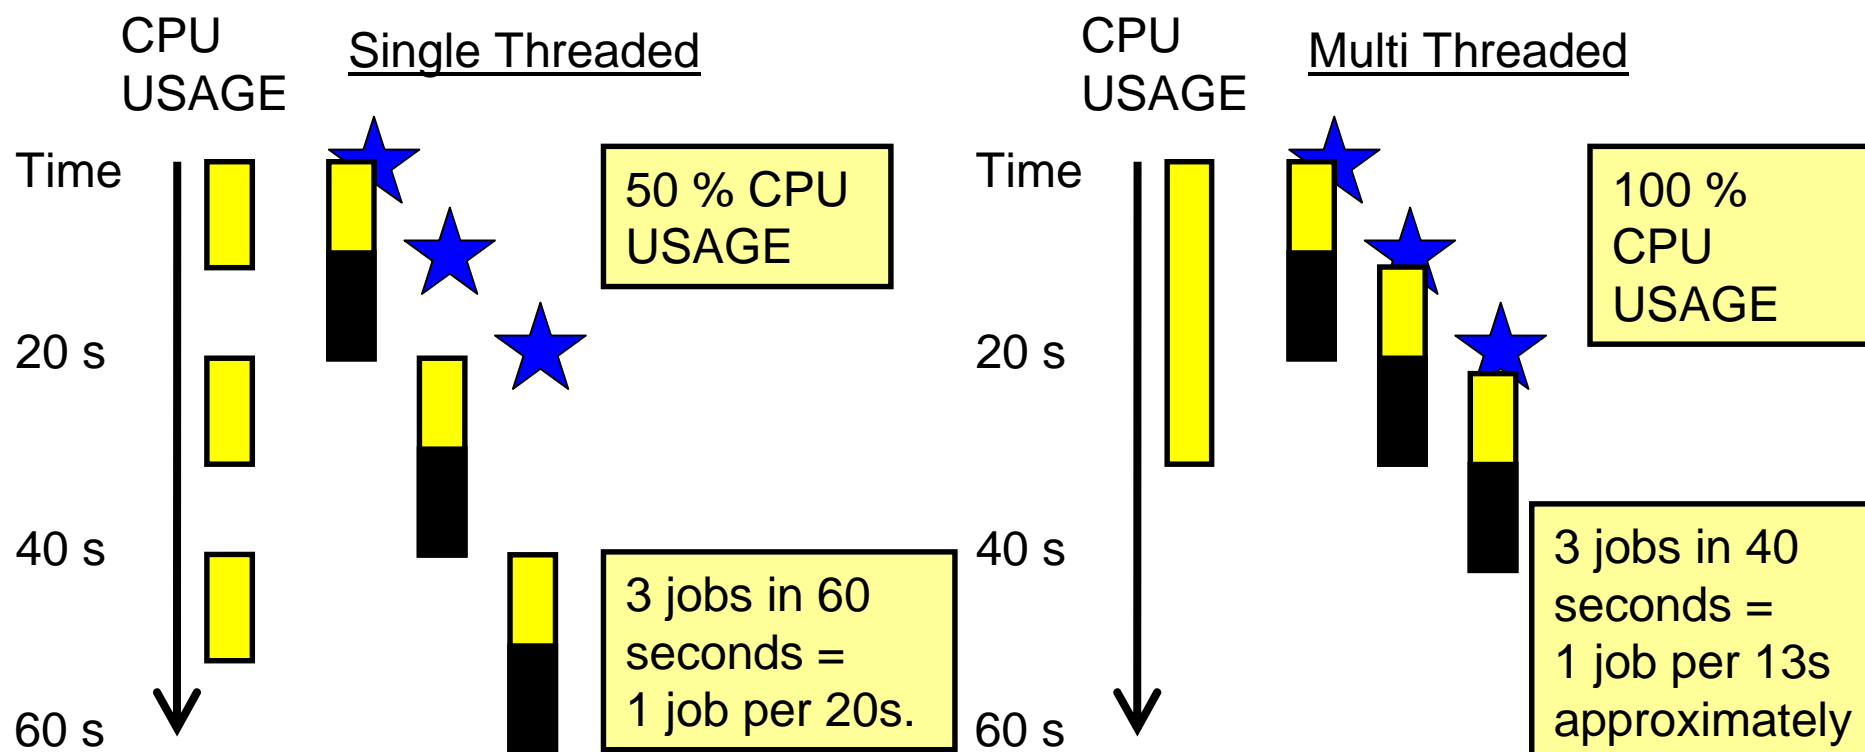 CPU
USAGE
Single Threaded
Time
50 % CPU
USAGE
20 s
40 s
3 jobs in 60
seconds =
1 job per 20s.
60 s
CPU
USAGE
Multi Threaded
Time
100 %
CPU
USAGE
20 s
40 s
3 jobs in 40
seconds =
1 job per 13s
approximately
60 s